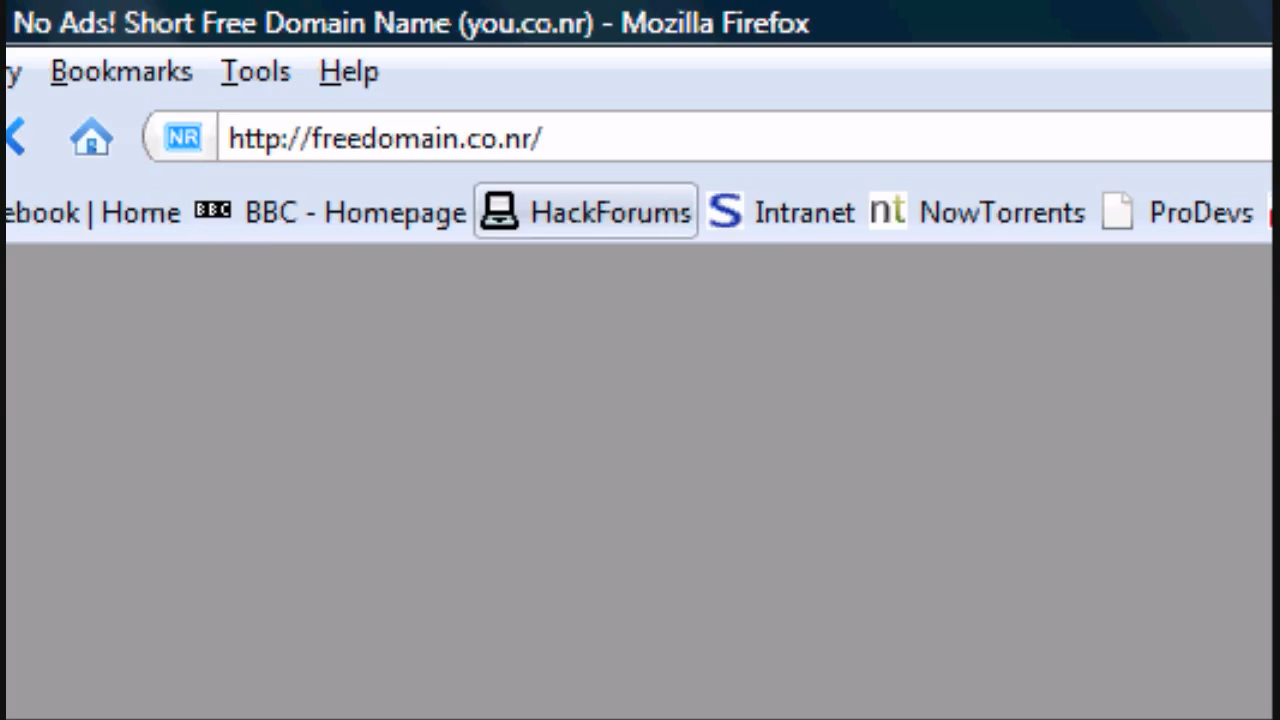 No Ads! Short Free Domain Name (you.co.nr) - Mozilla Firefox
y Bookmarks Tools Help
NR http://freedomain.co.nr/
ebook | Home BBC BBC - Homepage HackForums S Intranet nt NowTorrents ProDevs